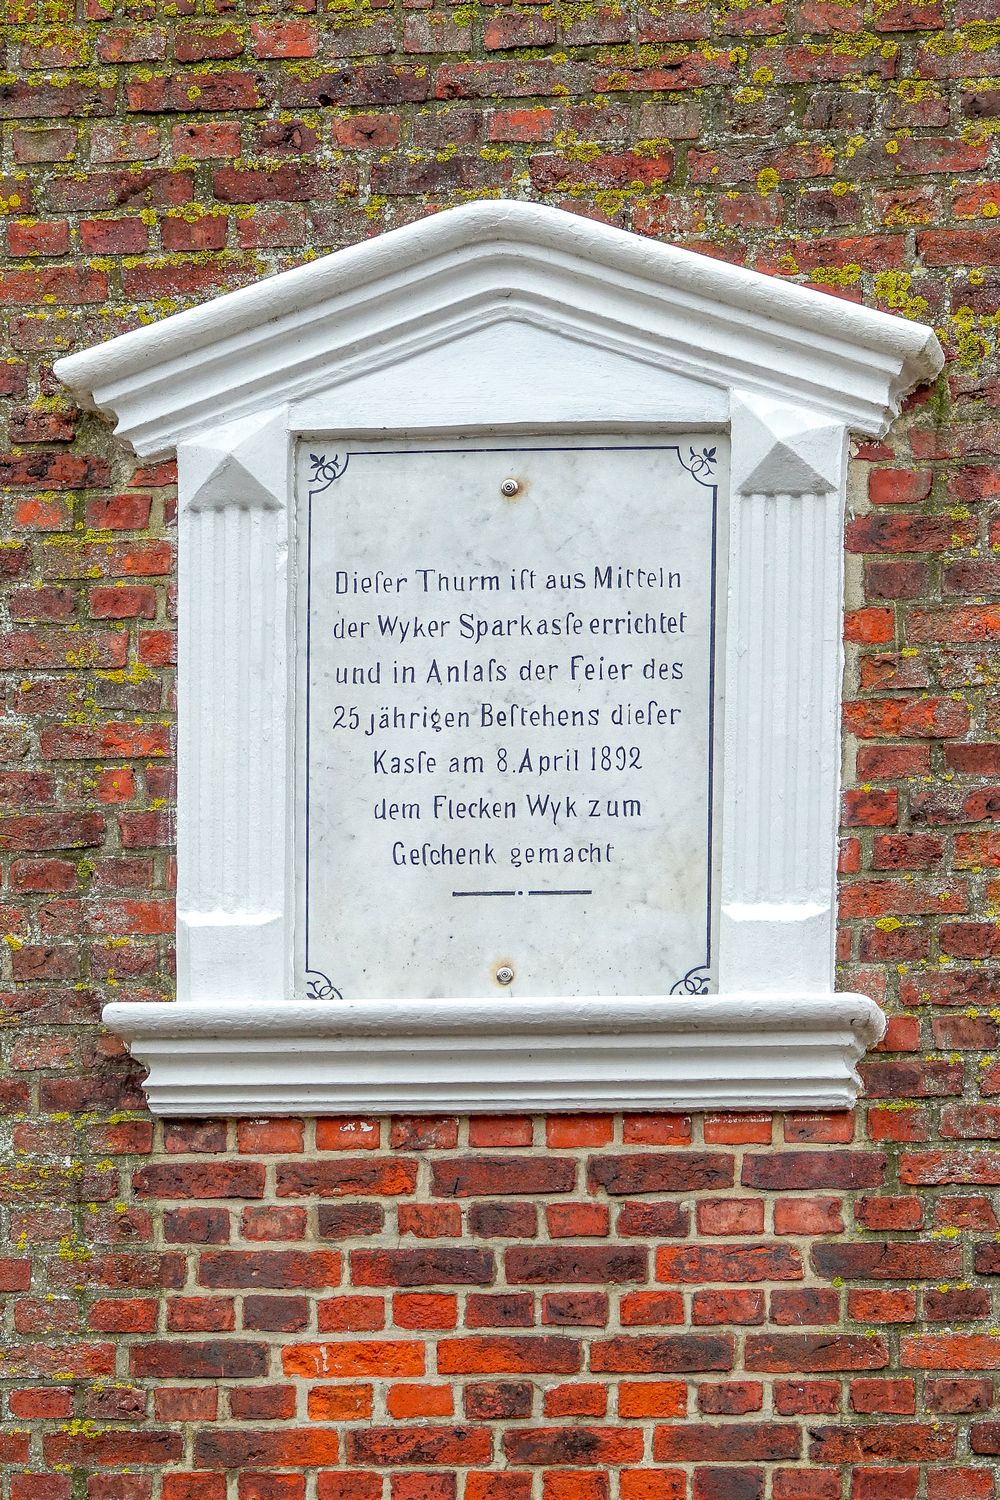 Dieſer Thurm iſt aus Mitteln
der Wyker Sparkasſe errichtet
und in Anlaſs der Feier des
25 jährigen Beſtehens dieſer
Kasſe am 8. April 1892
dem Flecken Wyk zum
Geſchenk gemacht